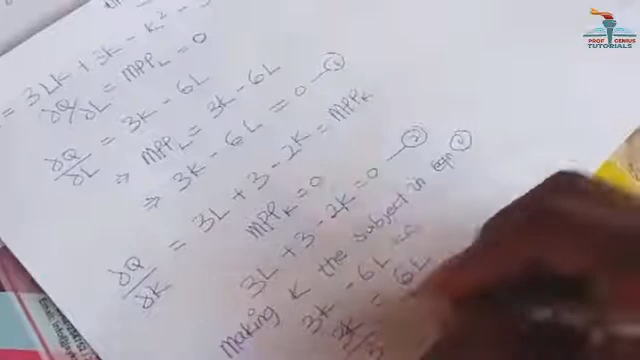 = 3LK + 3K - K² - 3
∂Q/∂L = MPP_L = 0
∂Q/∂L = 3K - 6L
⇒ MPP_L = 3K - 6L
⇒ 3K - 6L = 0 — ①
∂Q/∂K = 3L + 3 - 2K = MPP_K
MPP_K = 0
3L + 3 - 2K = 0 — ②
making K the subject in eqn ①
3K - 6L = 0
3K/3 = 6L
PROF GENIUS
TUTORIALS